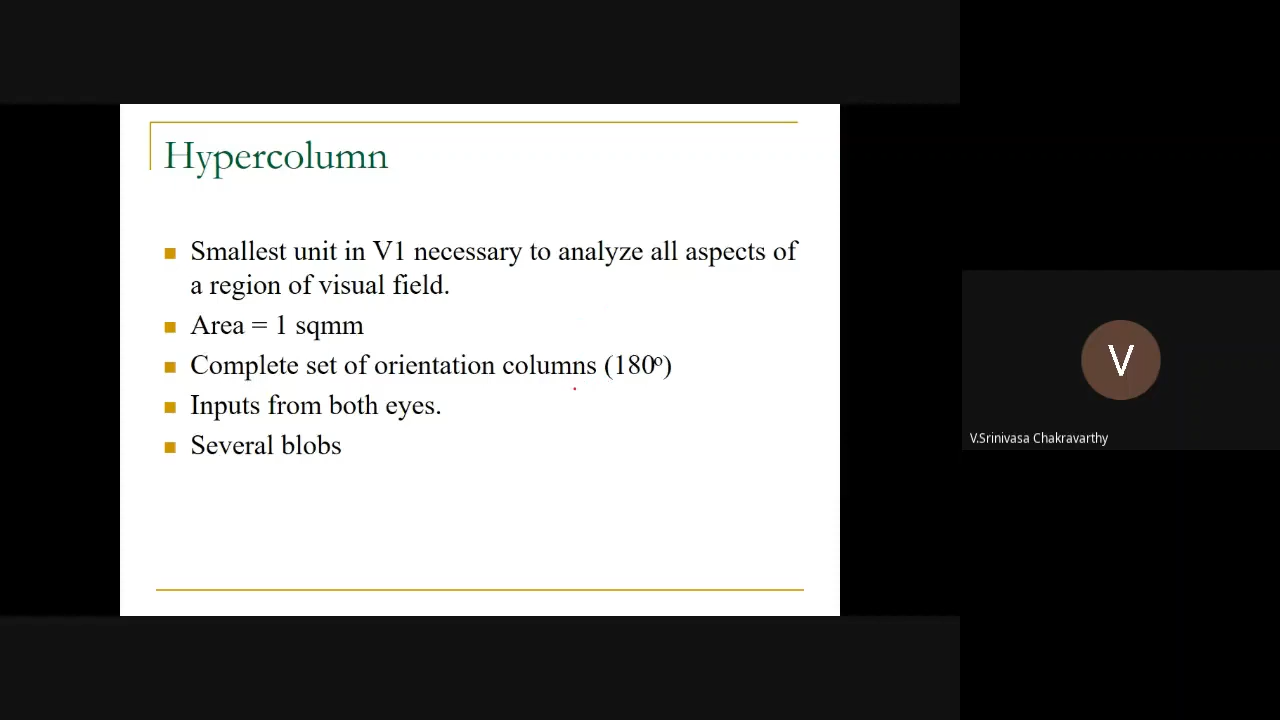 Hypercolumn
Smallest unit in V1 necessary to analyze all aspects of
a region of visual field.
Area = 1 sqmm
Complete set of orientation columns (180º)
Inputs from both eyes.
Several blobs
V
V.Srinivasa Chakravarthy